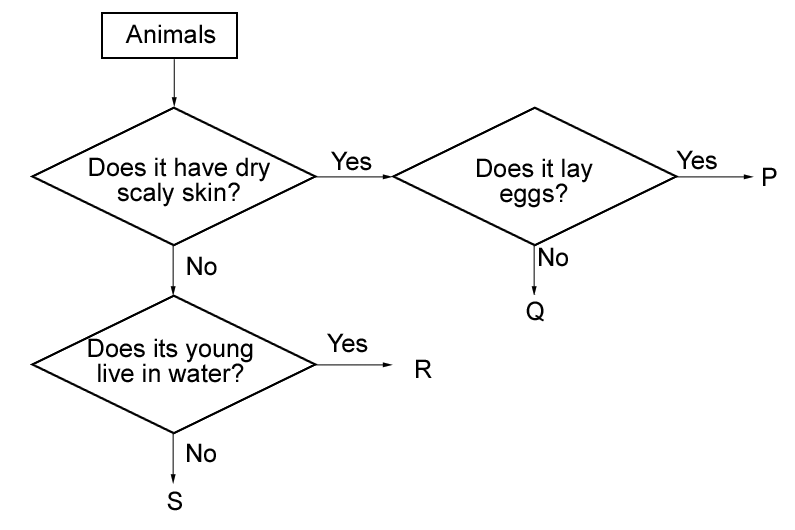 Animals
Does it have dry
scaly skin?
Yes
Does it lay
eggs?
Yes
P
No
Q
No
Does its young
live in water?
Yes
R
No
S